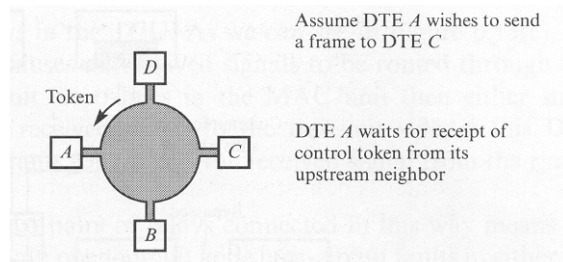 Assume DTE A wishes to send
a frame to DTE C
D
Token
A
C
DTE A waits for receipt of
control token from its
upstream neighbor
B